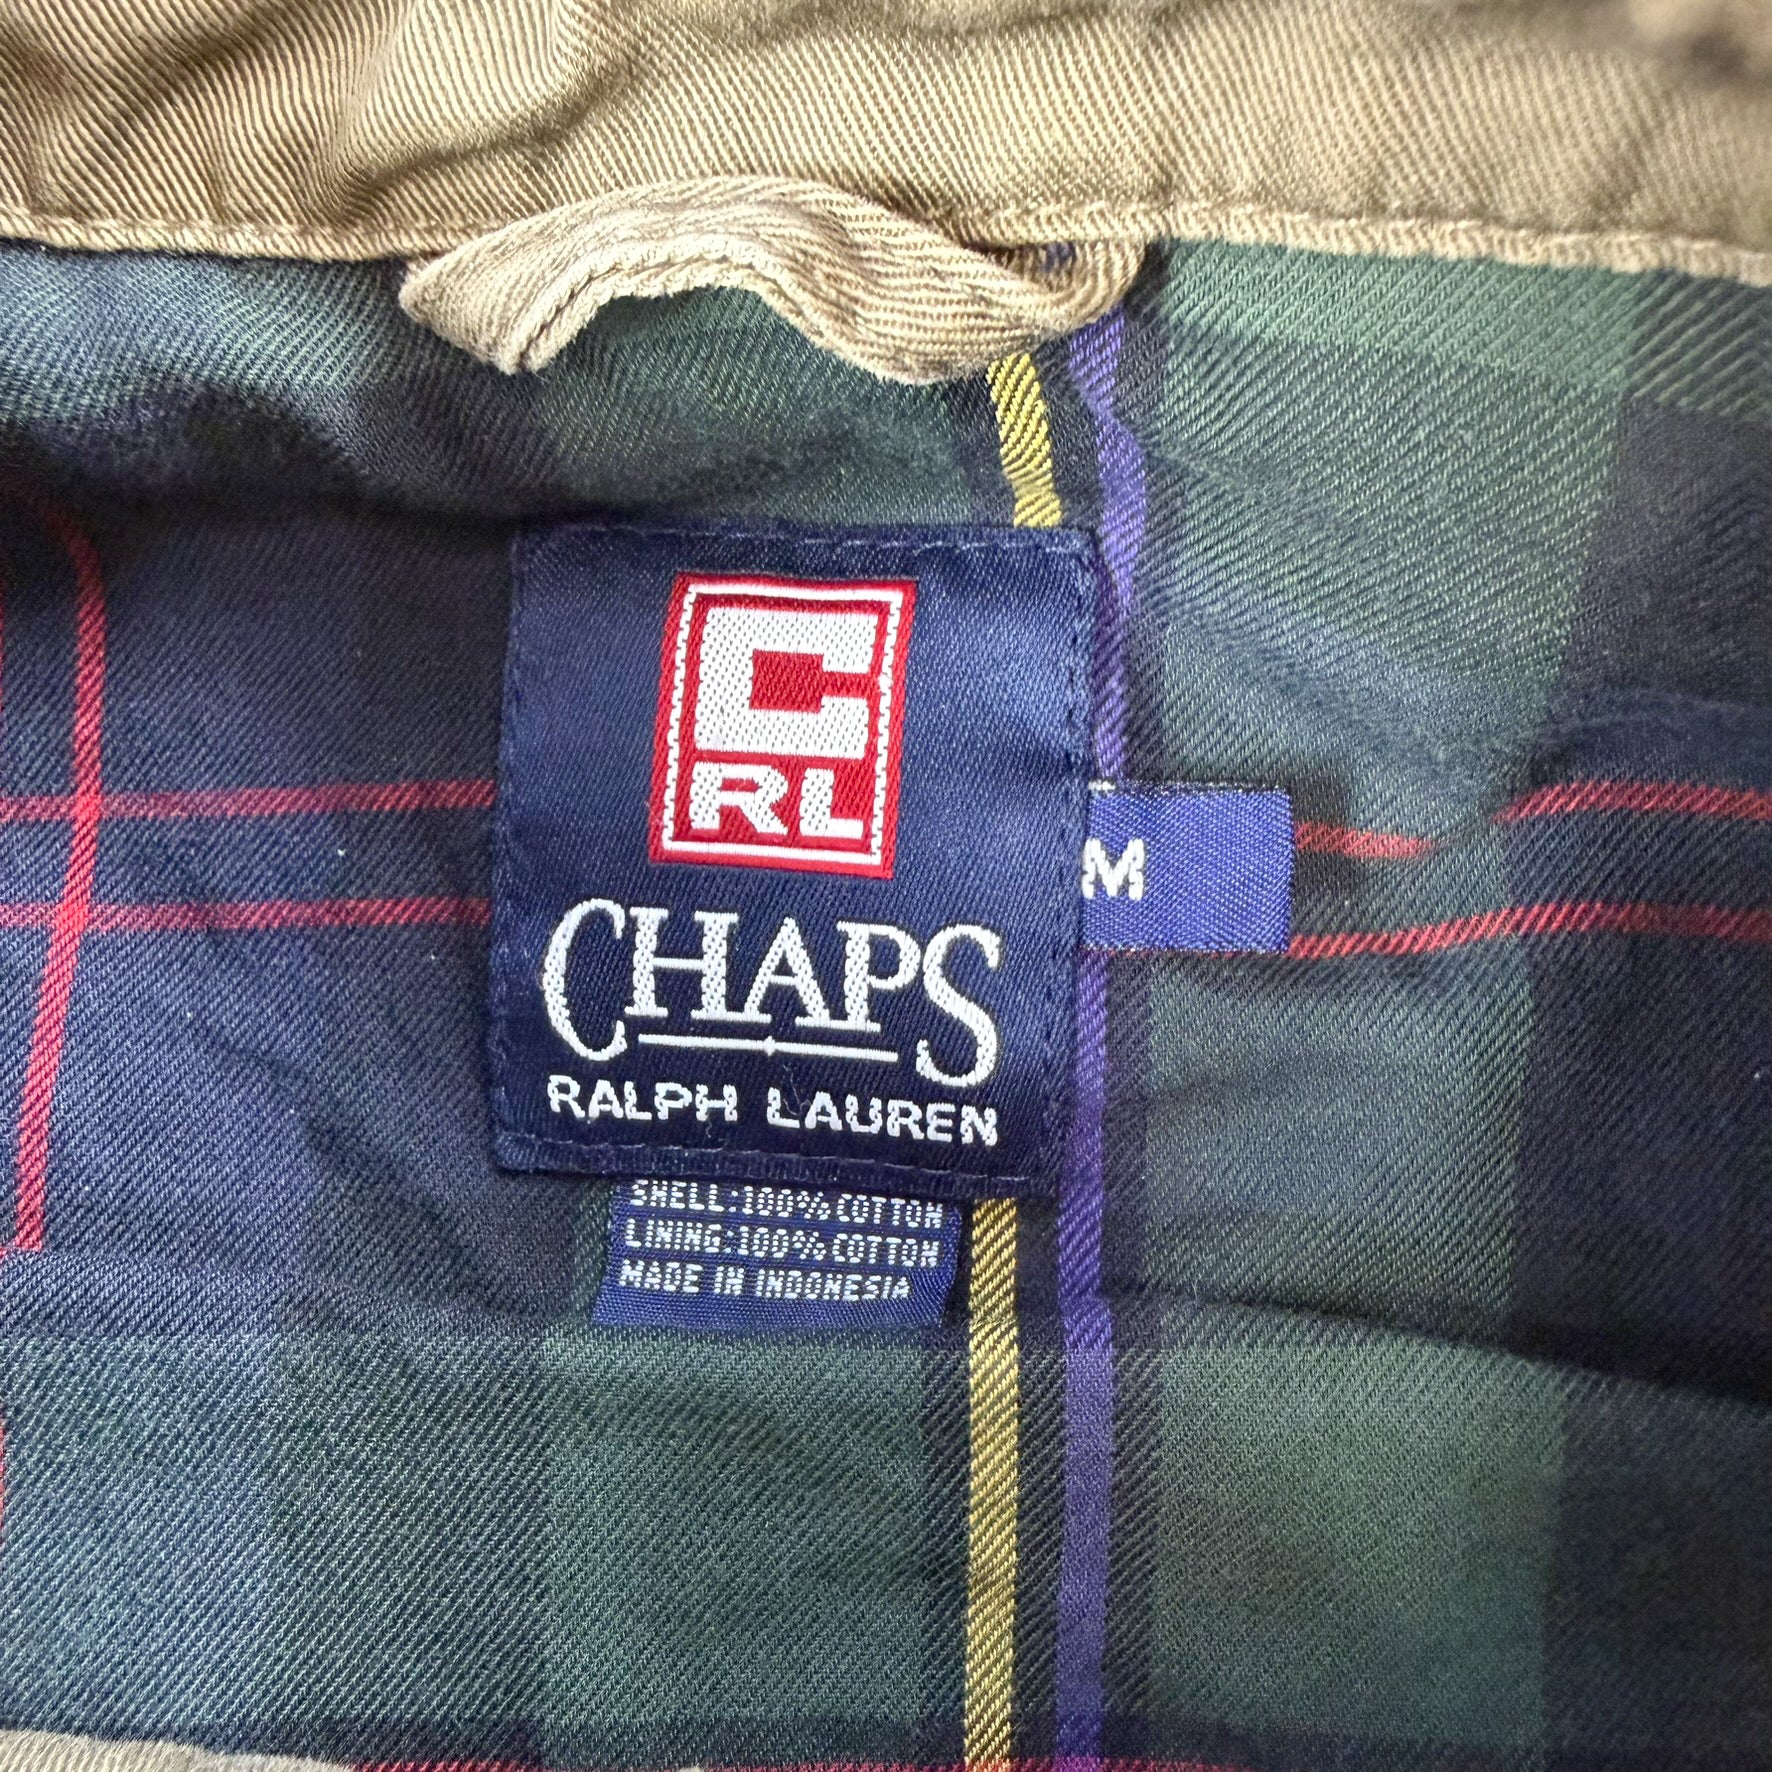 C
RL
CHAPS
RALPH LAUREN
M
SHELL:100% COTTON
LINING:100% COTTON
MADE IN INDONESIA